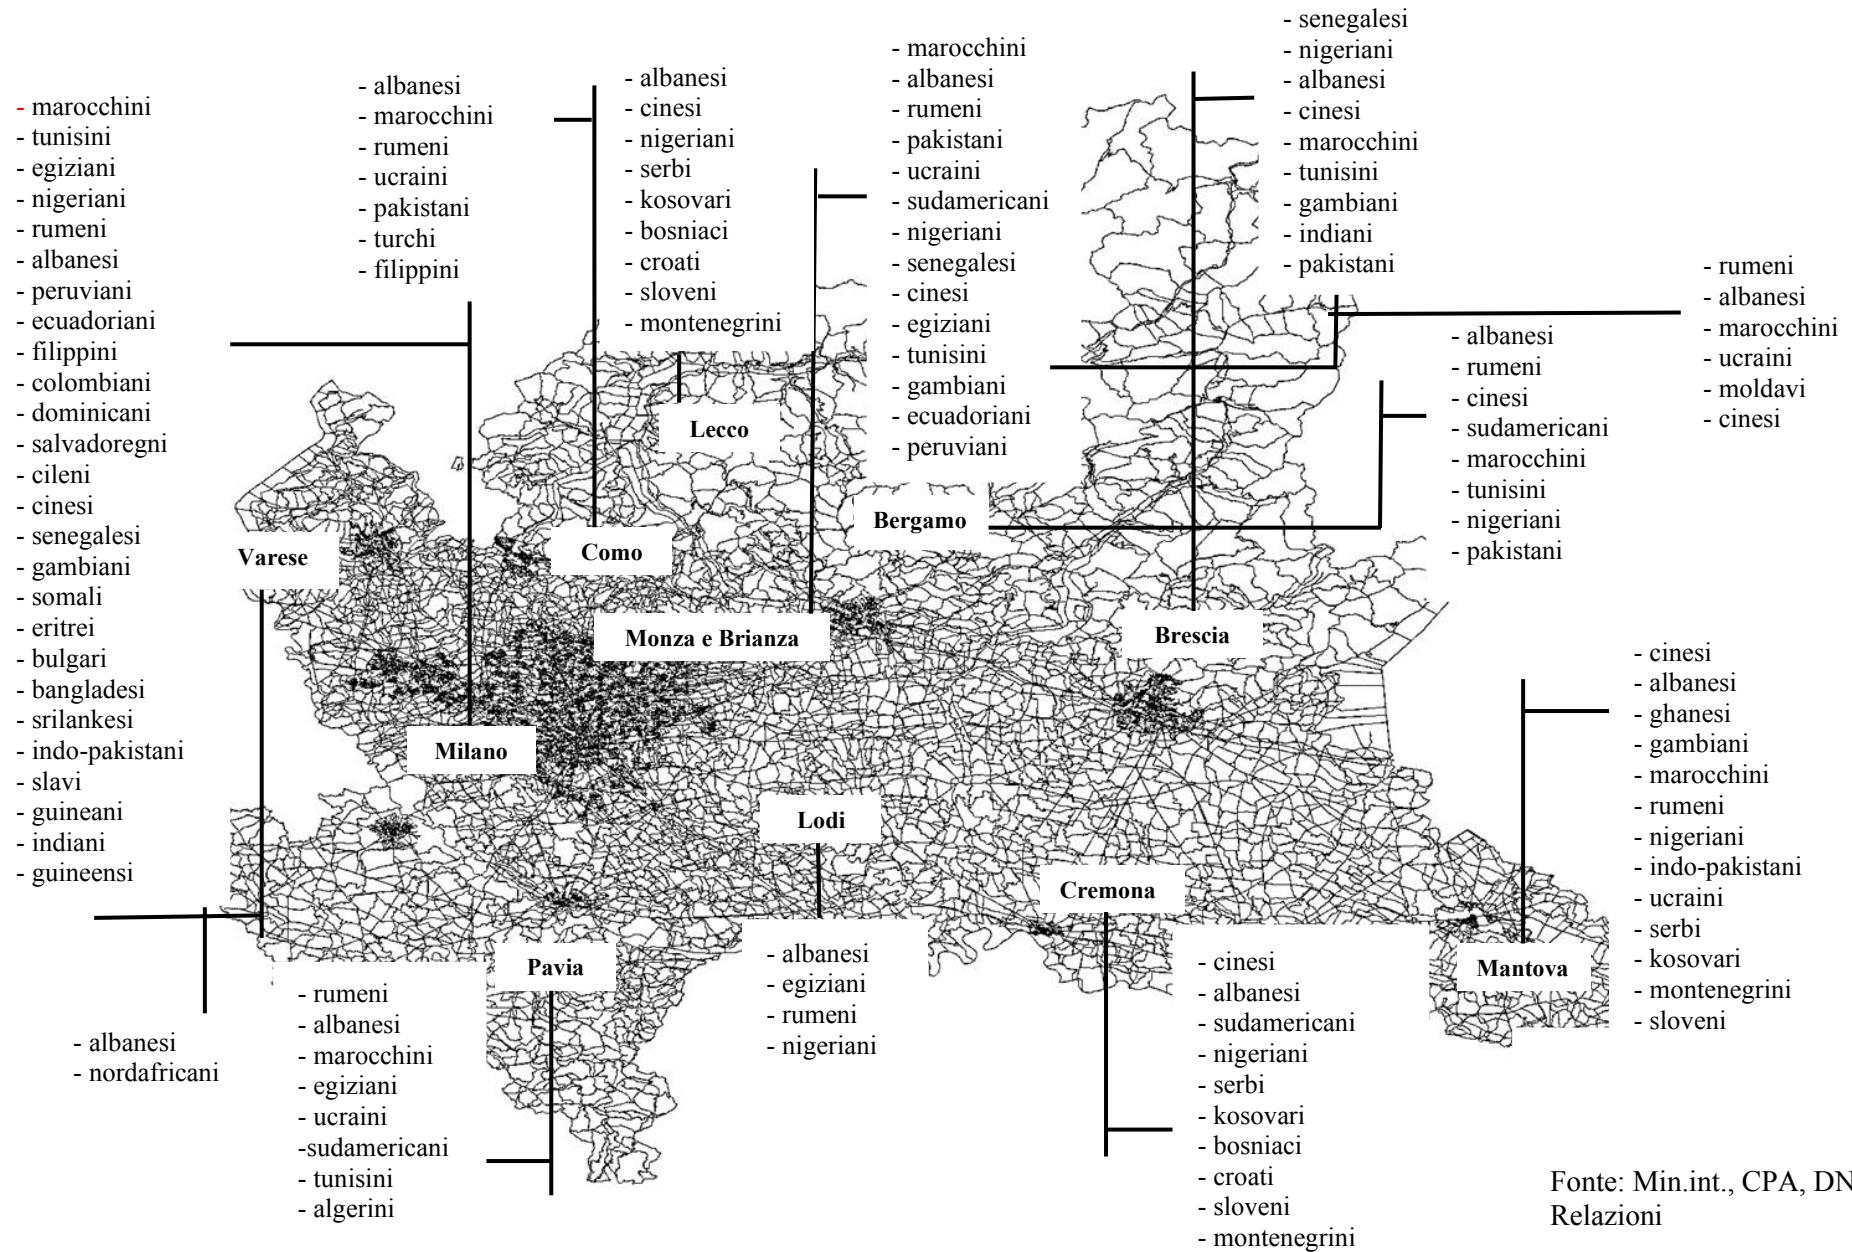 - marocchini
- tunisini
- egiziani
- nigeriani
- rumeni
- albanesi
- peruviani
- ecuadoriani
- filippini
- colombiani
- dominicani
- salvadoregni
- cileni
- cinesi
- senegalesi
- gambiani
- somali
- eritrei
- bulgari
- bangladesi
- srilankesi
- indo-pakistani
- slavi
- guineani
- indiani
- guineensi
- albanesi
- marocchini
- rumeni
- ucraini
- pakistani
- turchi
- filippini
- albanesi
- cinesi
- nigeriani
- serbi
- kosovari
- bosniaci
- croati
- sloveni
- montenegrini
- marocchini
- albanesi
- rumeni
- pakistani
- ucraini
- sudamericani
- nigeriani
- senegalesi
- cinesi
- egiziani
- tunisini
- gambiani
- ecuadoriani
- peruviani
- senegalesi
- nigeriani
- albanesi
- cinesi
- marocchini
- tunisini
- gambiani
- indiani
- pakistani
- albanesi
- rumeni
- cinesi
- sudamericani
- marocchini
- tunisini
- nigeriani
- pakistani
- rumeni
- albanesi
- marocchini
- ucraini
- moldavi
- cinesi
Lecco
Bergamo
Varese
Como
Monza e Brianza
Brescia
Milano
Lodi
Cremona
Pavia
Mantova
- cinesi
- albanesi
- ghanesi
- gambiani
- marocchini
- rumeni
- nigeriani
- indo-pakistani
- ucraini
- serbi
- kosovari
- montenegrini
- sloveni
- albanesi
- nordafricani
- rumeni
- albanesi
- marocchini
- egiziani
- ucraini
-sudamericani
- tunisini
- algerini
- albanesi
- egiziani
- rumeni
- nigeriani
- cinesi
- albanesi
- sudamericani
- nigeriani
- serbi
- kosovari
- bosniaci
- croati
- sloveni
- montenegrini
Fonte: Min.int., CPA, DN
Relazioni